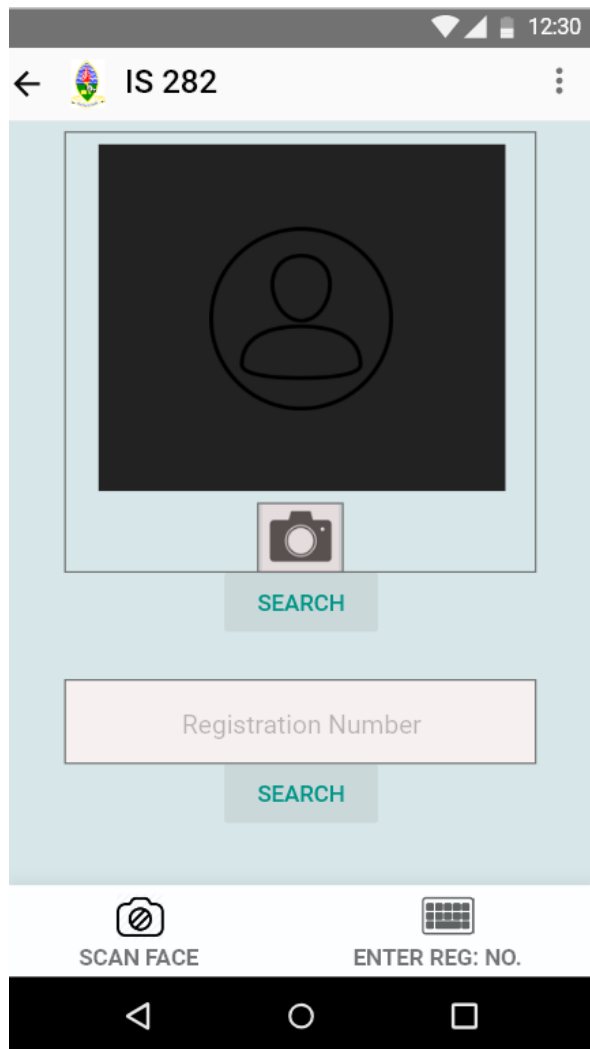 12:30
IS 282
SEARCH
Registration Number
SEARCH
SCAN FACE
ENTER REG: NO.